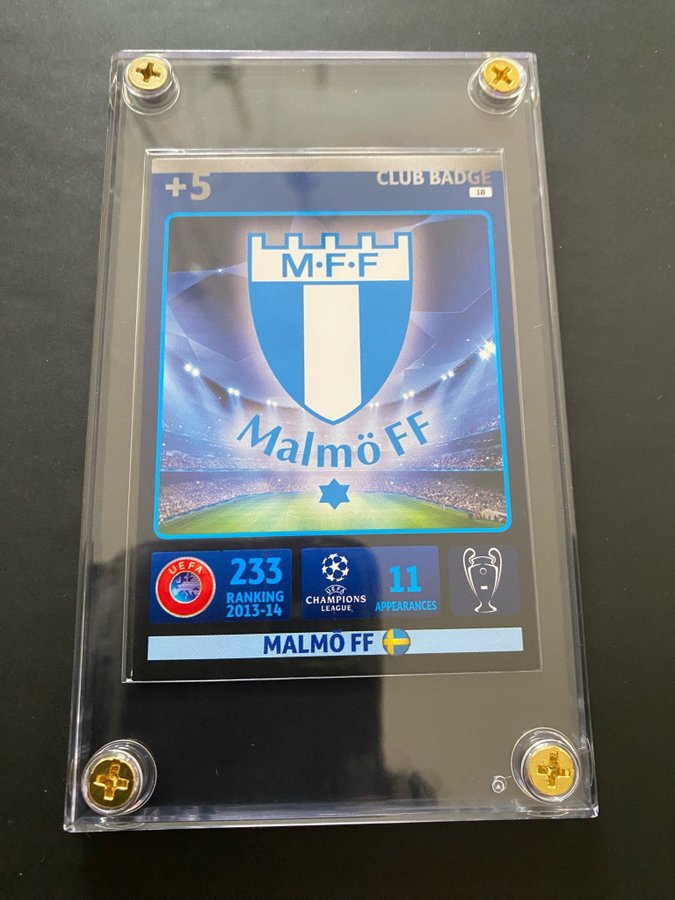 +5
CLUB BADGE
18
M·F·F
Malmö FF
UEFA
233
RANKING
2013-14
UEFA
CHAMPIONS
LEAGUE
11
APPEARANCES
MALMÖ FF